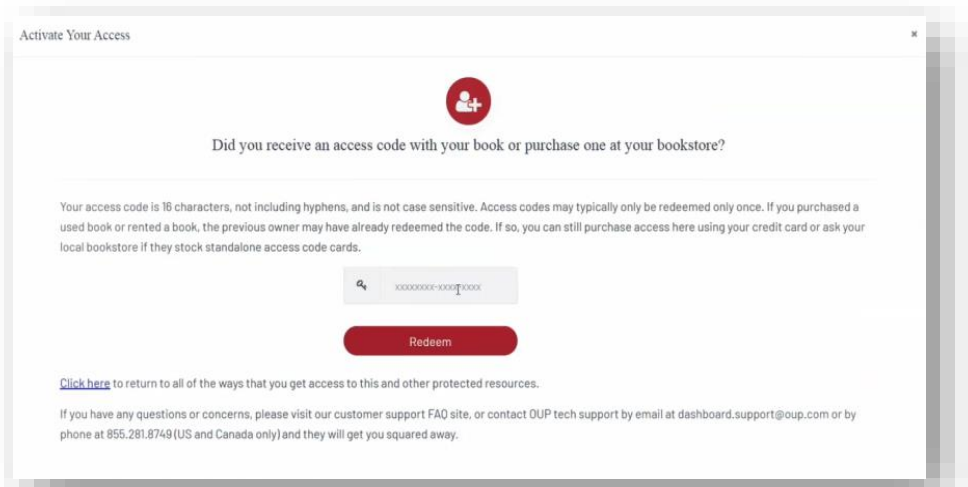 Activate Your Access
Did you receive an access code with your book or purchase one at your bookstore?
Your access code is 16 characters, not including hyphens, and is not case sensitive. Access codes may typically only be redeemed only once. If you purchased a
used book or rented a book, the previous owner may have already redeemed the code. If so, you can still purchase access here using your credit card or ask your
local bookstore if they stock standalone access code cards.
xxxxxxxx-xxxxxxxx
Redeem
Click here to return to all of the ways that you get access to this and other protected resources.
If you have any questions or concerns, please visit our customer support FAQ site, or contact OUP tech support by email at dashboard.support@oup.com or by
phone at 855.281.8749 (US and Canada only) and they will get you squared away.